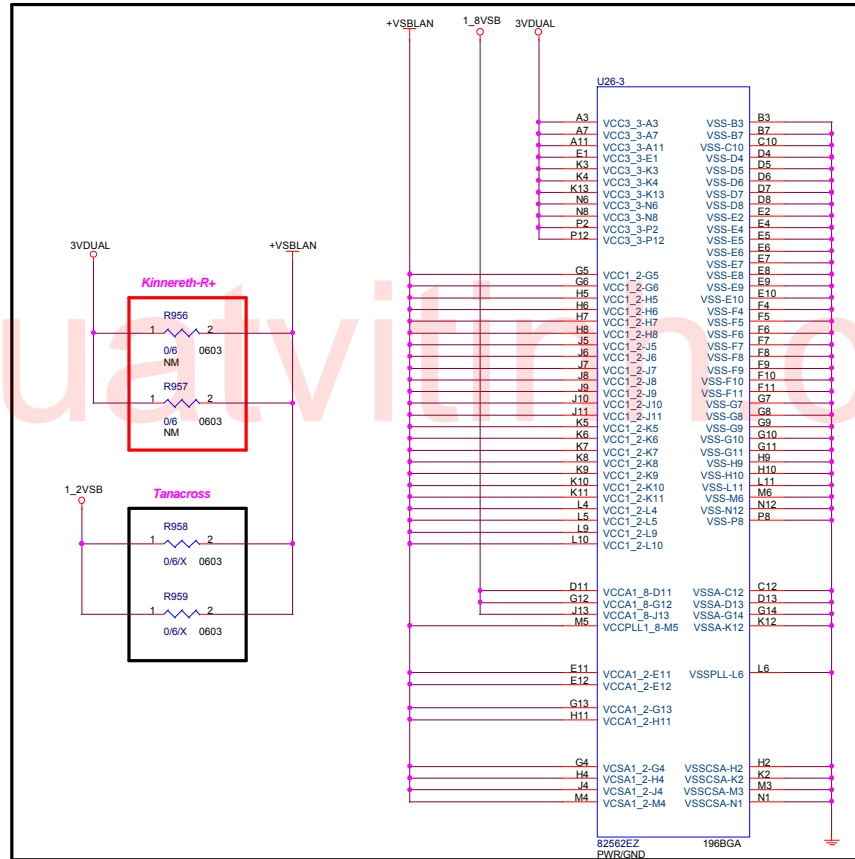 +VSBLAN
1_8VSB
3VDUAL
U26-3
A3 VCC3_3-A3 VSS-B3 B3
A7 VCC3_3-A7 VSS-B7 B7
A11 VCC3_3-A11 VSS-C10 C10
E1 VCC3_3-E1 VSS-D4 D4
K3 VCC3_3-K3 VSS-D5 D5
K4 VCC3_3-K4 VSS-D6 D6
K13 VCC3_3-K13 VSS-D7 D7
N6 VCC3_3-N6 VSS-D8 D8
N8 VCC3_3-N8 VSS-E2 E2
P2 VCC3_3-P2 VSS-E4 E4
P12 VCC3_3-P12 VSS-E5 E5
VSS-E6 E6
VSS-E7 E7
G5 VCC1_2-G5 VSS-E8 E8
G6 VCC1_2-G6 VSS-E9 E9
H5 VCC1_2-H5 VSS-E10 E10
H6 VCC1_2-H6 VSS-F4 F4
H7 VCC1_2-H7 VSS-F5 F5
H8 VCC1_2-H8 VSS-F6 F6
J5 VCC1_2-J5 VSS-F7 F7
J6 VCC1_2-J6 VSS-F8 F8
J7 VCC1_2-J7 VSS-F9 F9
J8 VCC1_2-J8 VSS-F10 F10
J9 VCC1_2-J9 VSS-F11 F11
J10 VCC1_2-J10 VSS-G7 G7
J11 VCC1_2-J11 VSS-G8 G8
K5 VCC1_2-K5 VSS-G9 G9
K6 VCC1_2-K6 VSS-G10 G10
K7 VCC1_2-K7 VSS-G11 G11
K8 VCC1_2-K8 VSS-H9 H9
K9 VCC1_2-K9 VSS-H10 H10
K10 VCC1_2-K10 VSS-L11 L11
K11 VCC1_2-K11 VSS-M6 M6
L4 VCC1_2-L4 VSS-N12 N12
L5 VCC1_2-L5 VSS-P8 P8
L9 VCC1_2-L9
L10 VCC1_2-L10
D11 VCCA1_8-D11 VSSA-C12 C12
G12 VCCA1_8-G12 VSSA-D13 D13
J13 VCCA1_8-J13 VSSA-G14 G14
M5 VCCPLL1_8-M5 VSSA-K12 K12
E11 VCCA1_2-E11 VSSPLL-L6 L6
E12 VCCA1_2-E12
G13 VCCA1_2-G13
H11 VCCA1_2-H11
G4 VCSA1_2-G4 VSSCSA-H2 H2
H4 VCSA1_2-H4 VSSCSA-K2 K2
J4 VCSA1_2-J4 VSSCSA-M3 M3
M4 VCSA1_2-M4 VSSCSA-N1 N1
82562EZ 196BGA
PWR/GND
3VDUAL +VSBLAN
Kinnereth-R+
R956
1 2
0/6 0603
NM
R957
1 2
0/6 0603
NM
1_2VSB
Tanacross
R958
1 2
0/6/X 0603
R959
1 2
0/6/X 0603
uatvitinh.o